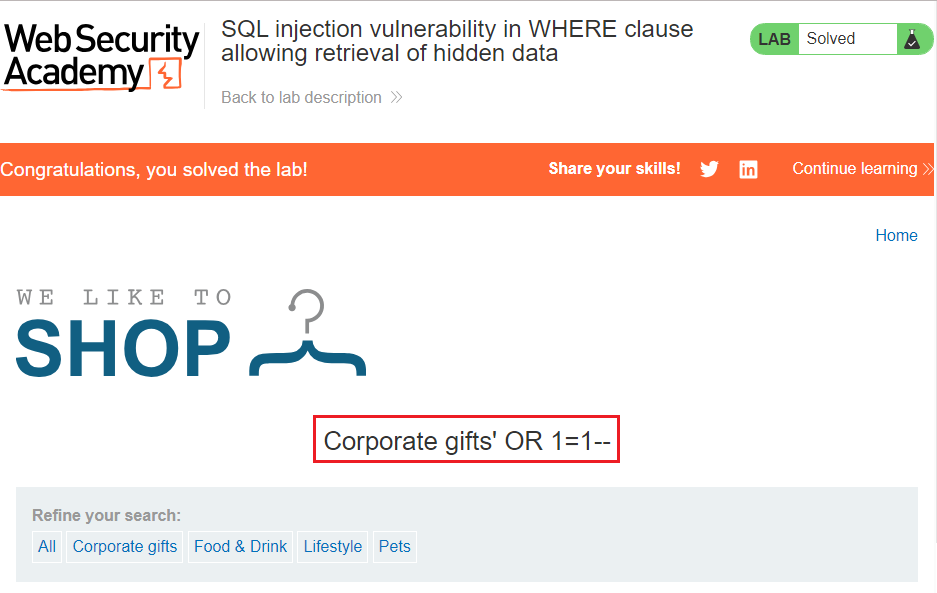 Web Security
Academy
SQL injection vulnerability in WHERE clause
allowing retrieval of hidden data
Back to lab description
LAB Solved
Congratulations, you solved the lab!
Share your skills!
Continue learning
Home
WE LIKE TO
SHOP
Corporate gifts' OR 1=1--
Refine your search:
All Corporate gifts Food & Drink Lifestyle Pets